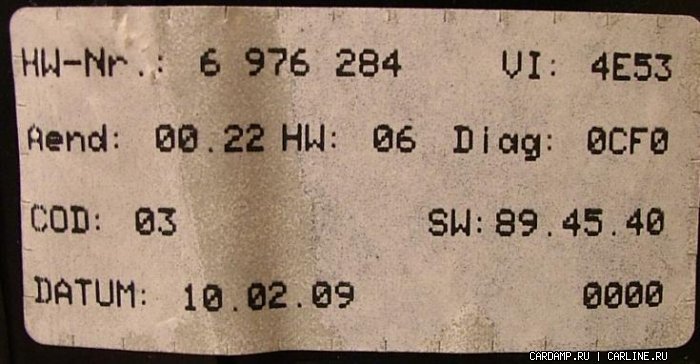 HW-Nr.: 6 976 284 VI: 4E53
Aend: 00.22 HW: 06 Diag: 0CF0
COD: 03 SW:89.45.40
DATUM: 10.02.09 0000
CARDAMP.RU | CARLINE.RU